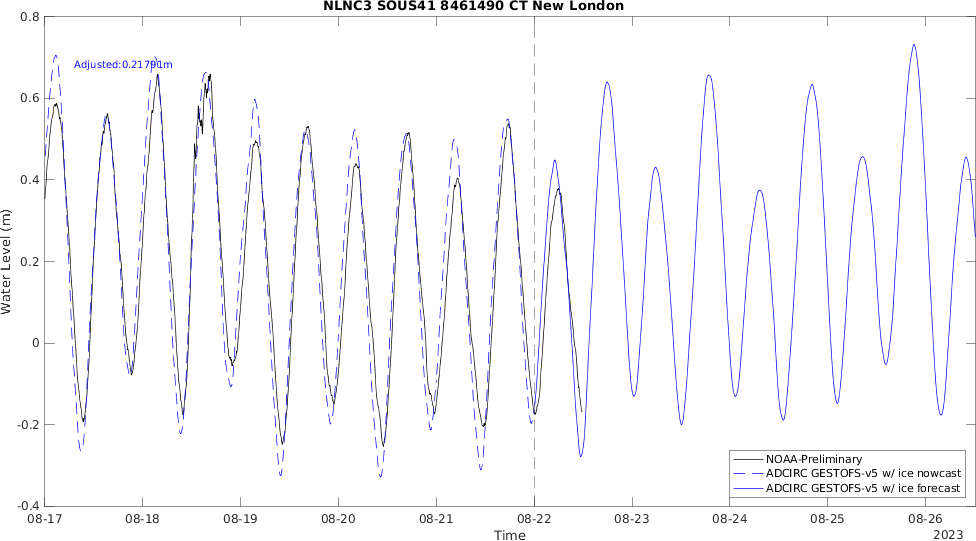 NLNC3 SOUS41 8461490 CT New London
Adjusted:0.21791m
Water Level (m)
0.8
0.6
0.4
0.2
0
-0.2
-0.4
NOAA-Preliminary
ADCIRC GESTOFS-v5 w/ ice nowcast
ADCIRC GESTOFS-v5 w/ ice forecast
08-17 08-18 08-19 08-20 08-21 08-22 08-23 08-24 08-25 08-26
Time
2023